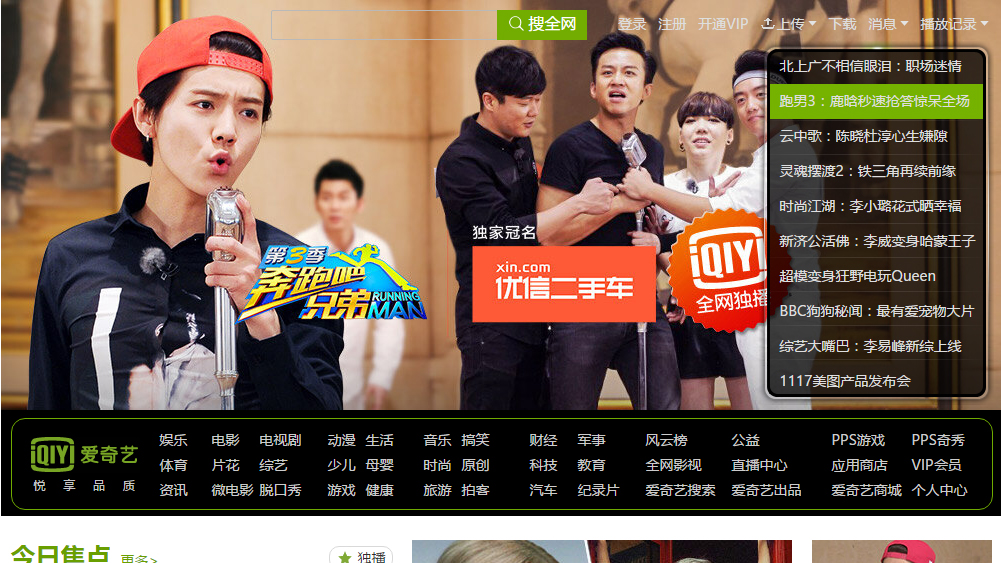 搜全网
登录 注册 开通VIP 上传 下载 消息 播放记录
北上广不相信眼泪：职场迷情
跑男3：鹿晗秒速抢答惊呆全场
云中歌：陈晓杜淳心生嫌隙
灵魂摆渡2：铁三角再续前缘
时尚江湖：李小璐花式晒幸福
新济公活佛：李威变身哈蒙王子
超模变身狂野电玩Queen
BBC狗狗秘闻：最有爱宠物大片
综艺大嘴巴：李易峰新综上线
1117美图产品发布会
第3季
奔跑吧
兄弟 RUNNING MAN
独家冠名
xin.com
优信二手车
iQIYI
全网独播
iQIYI 爱奇艺
悦享品质
娱乐 电影 电视剧 动漫 生活 音乐 搞笑 财经 军事 风云榜 公益 PPS游戏 PPS奇秀
体育 片花 综艺 少儿 母婴 时尚 原创 科技 教育 全网影视 直播中心 应用商店 VIP会员
资讯 微电影 脱口秀 游戏 健康 旅游 拍客 汽车 纪录片 爱奇艺搜索 爱奇艺出品 爱奇艺商城 个人中心
今日焦点 更多> 独播